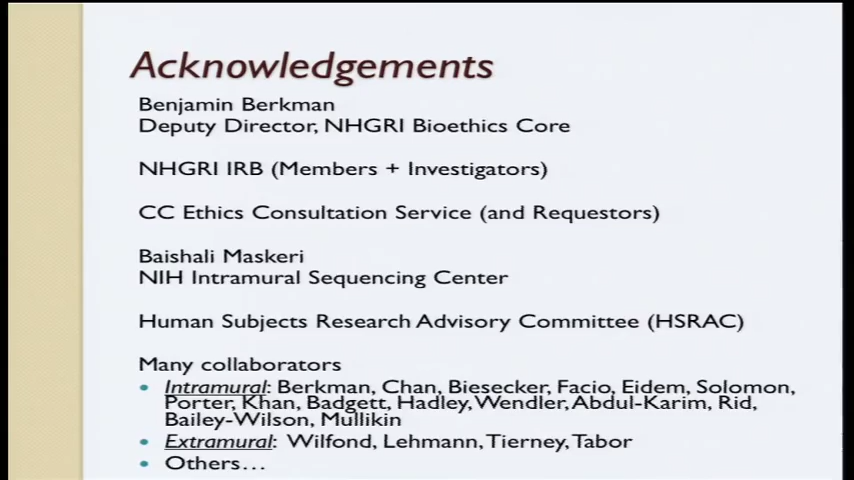 Acknowledgements
Benjamin Berkman
Deputy Director, NHGRI Bioethics Core
NHGRI IRB (Members + Investigators)
CC Ethics Consultation Service (and Requestors)
Baishali Maskeri
NIH Intramural Sequencing Center
Human Subjects Research Advisory Committee (HSRAC)
Many collaborators
• Intramural: Berkman, Chan, Biesecker, Facio, Eidem, Solomon,
Porter, Khan, Badgett, Hadley, Wendler, Abdul-Karim, Rid,
Bailey-Wilson, Mullikin
• Extramural: Wilfond, Lehmann, Tierney, Tabor
• Others…